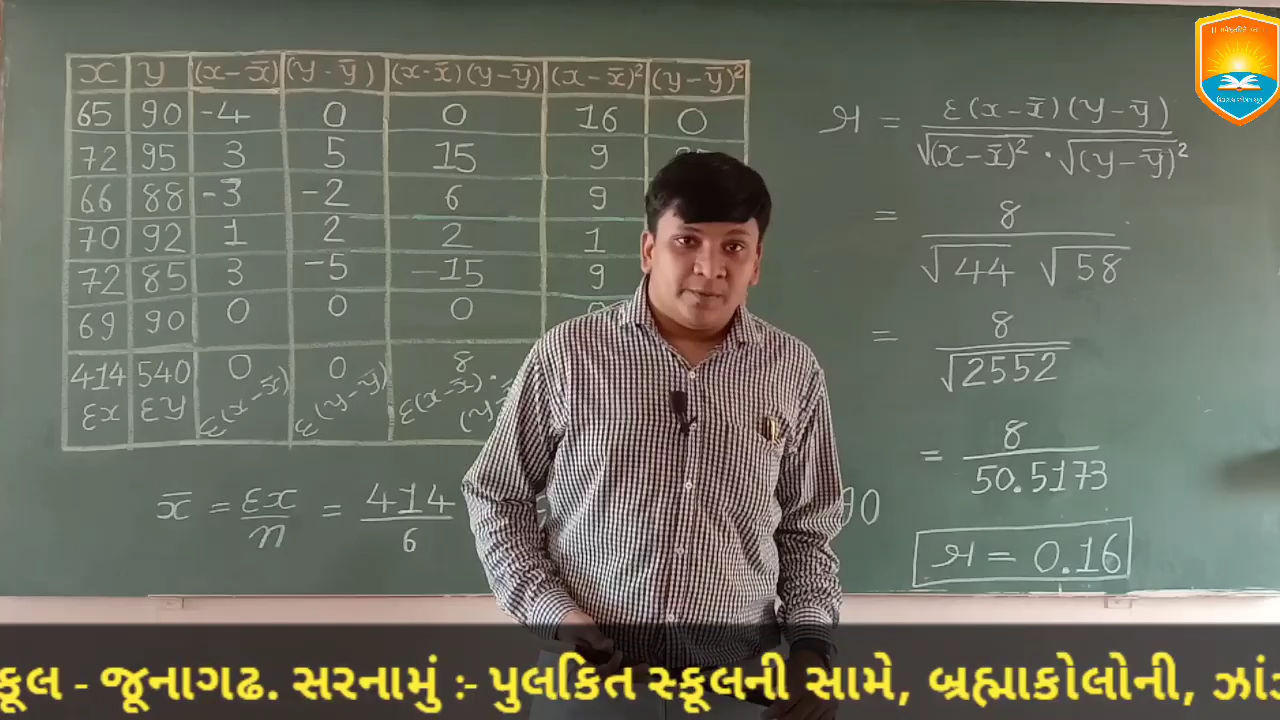 x y (x - x̄) (y - ȳ) (x-x̄)(y-ȳ) (x - x̄)² (y-ȳ)²
65 90 -4 0 0 16 0
72 95 3 5 15 9
66 88 -3 -2 6 9
70 92 1 2 2 1
72 85 3 -5 -15 9
69 90 0 0 0
414 540 0 0 8
Σx Σy Σ(x-x̄) Σ(y-ȳ) Σ(x-x̄).
x̄ = Σx/n = 414/6
90
r = Σ(x-x̄)(y-ȳ) / √(x-x̄)² · √(y-ȳ)²
= 8 / √44 √58
= 8 / √2552
= 8 / 50.5173
r = 0.16
કૂલ - જૂનાગઢ. સરનામું :- પુલકિત સ્કૂલની સામે, બ્રહ્માકોલોની,